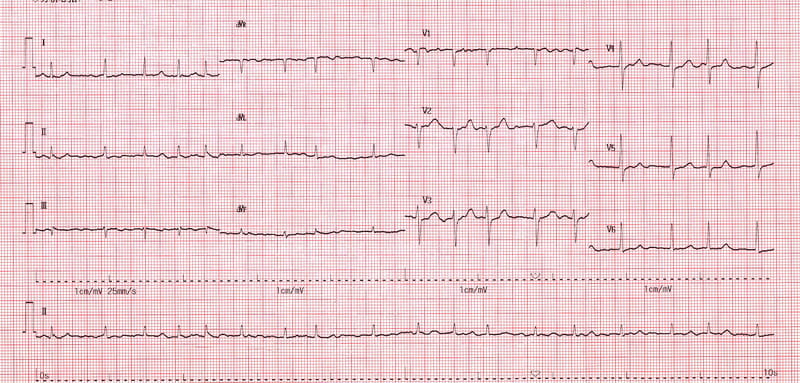 I
aVR
V1
V4
II
aVL
V2
V5
III
aVF
V3
V6
1cm/mV 25mm/s
1cm/mV
1cm/mV
1cm/mV
II
0s
10s